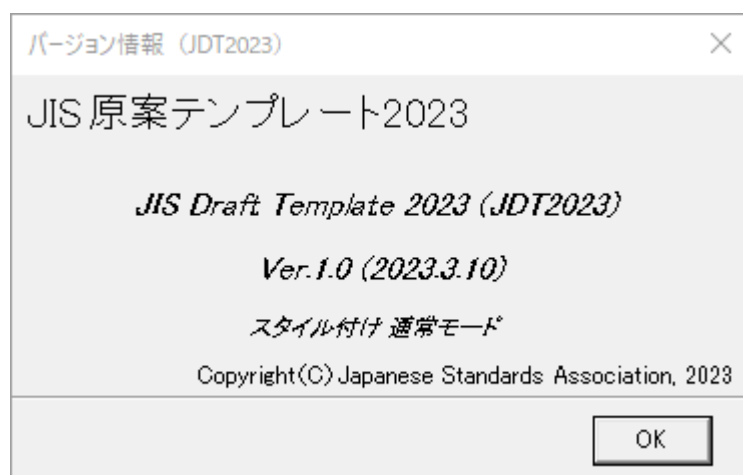 バージョン情報（JDT2023）
JIS原案テンプレート2023
JIS Draft Template 2023 (JDT2023)
Ver.1.0 (2023.3.10)
スタイル付け 通常モード
Copyright(C) Japanese Standards Association, 2023
OK